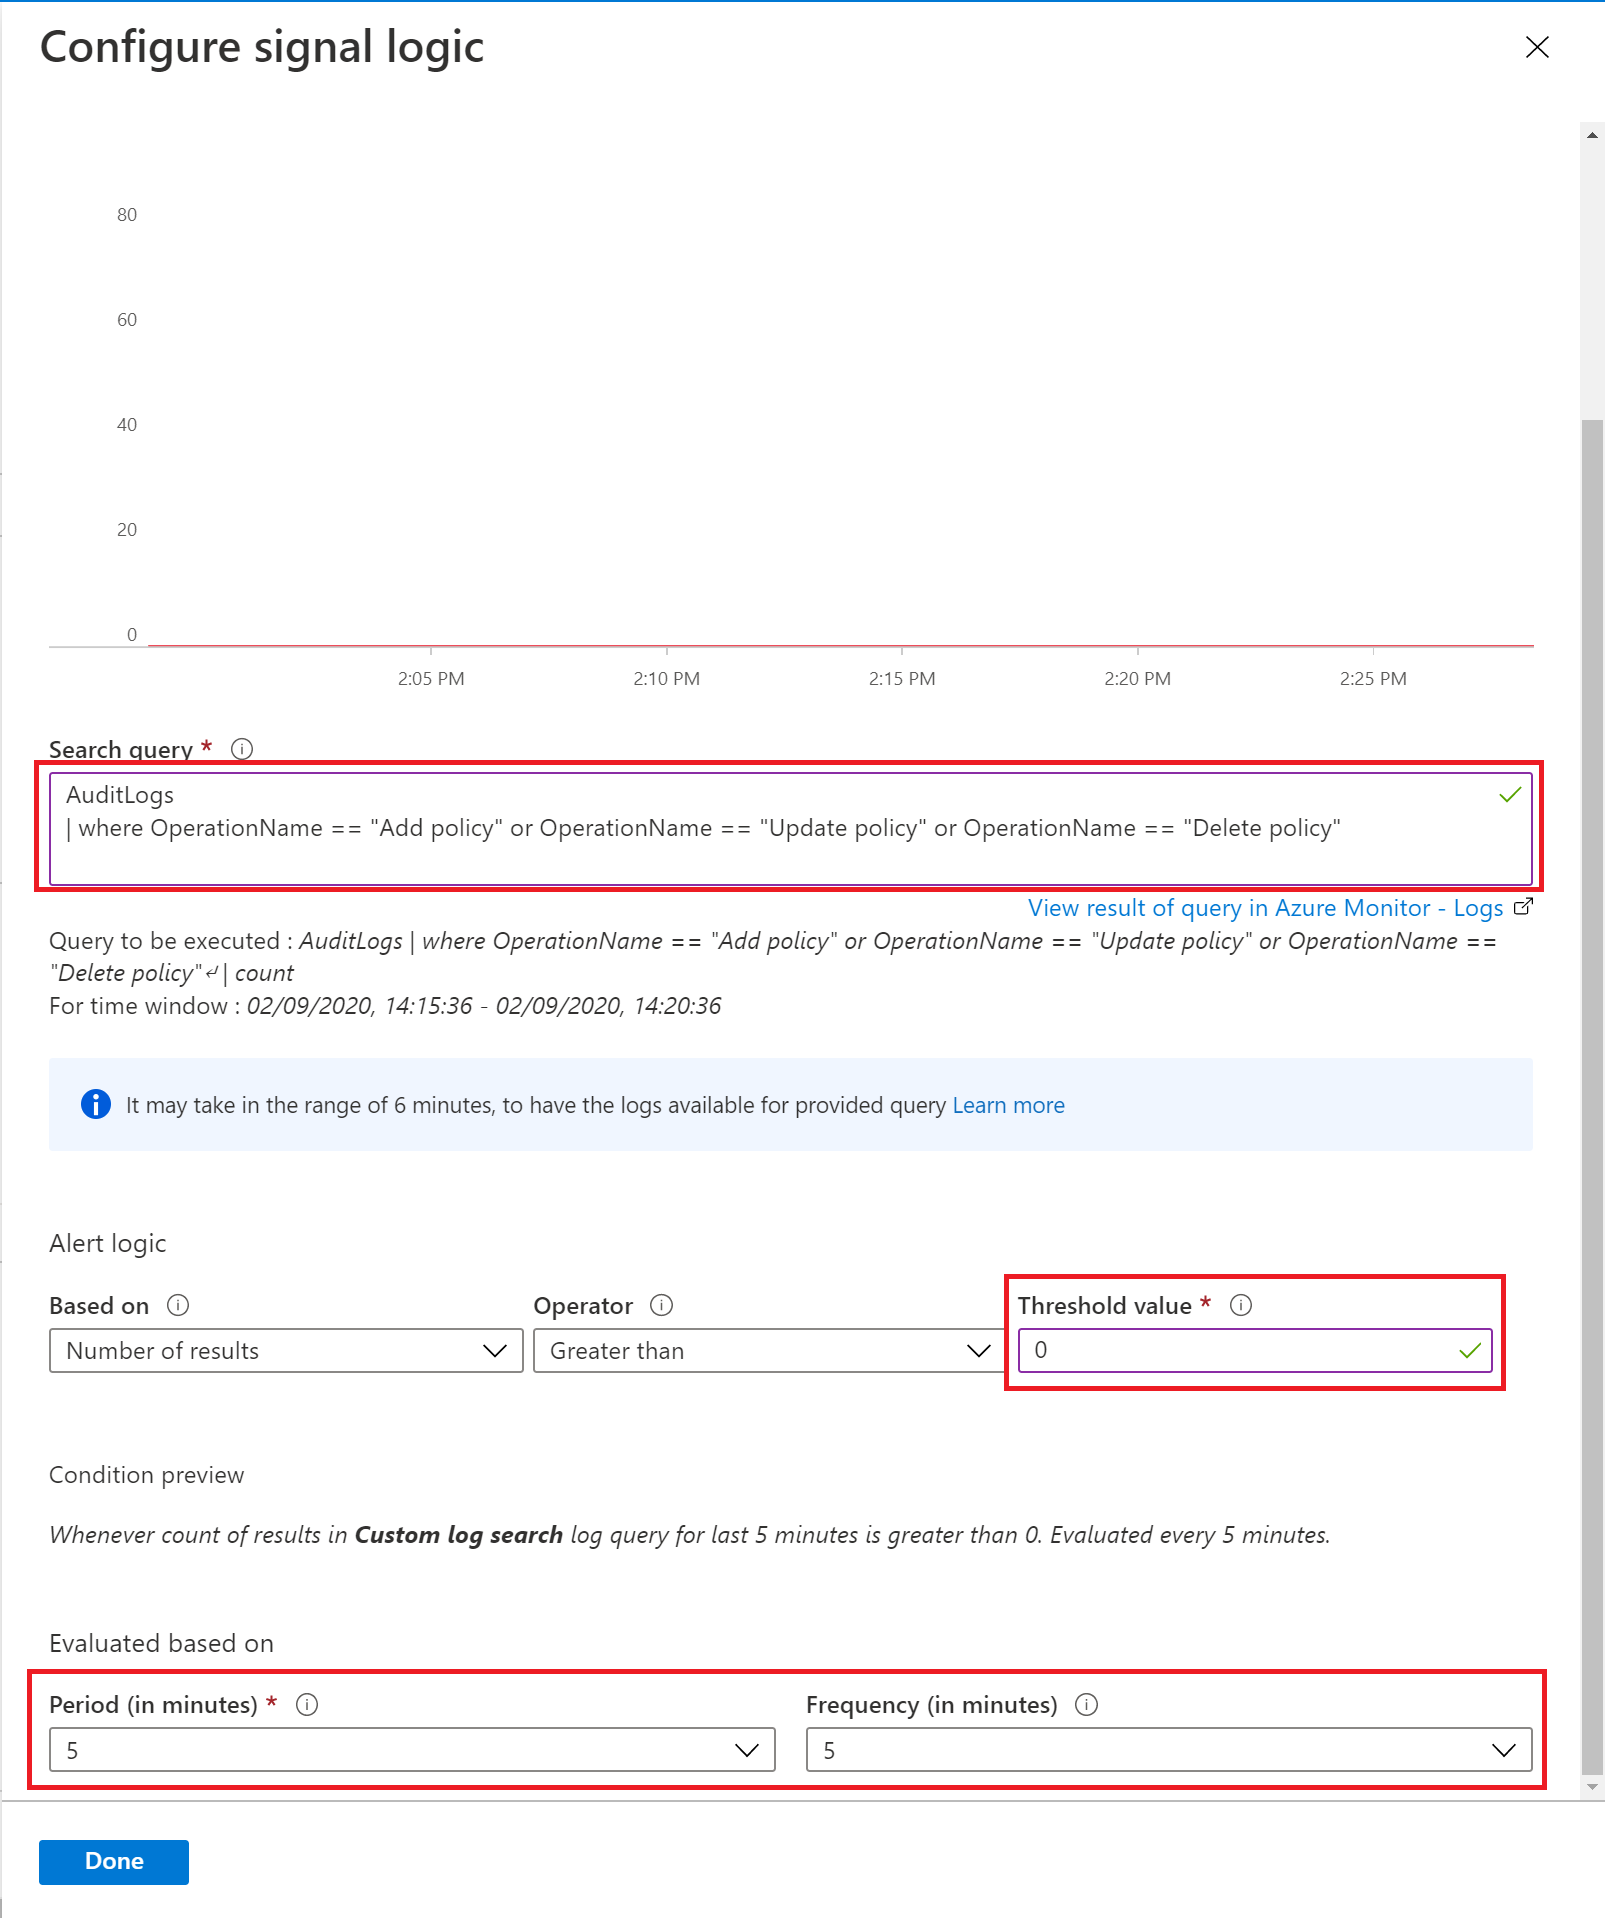 Configure signal logic
80
60
40
20
0
2:05 PM 2:10 PM 2:15 PM 2:20 PM 2:25 PM
Search query *
AuditLogs
| where OperationName == "Add policy" or OperationName == "Update policy" or OperationName == "Delete policy"
View result of query in Azure Monitor - Logs
Query to be executed : AuditLogs | where OperationName == "Add policy" or OperationName == "Update policy" or OperationName ==
"Delete policy"⤶ | count
For time window : 02/09/2020, 14:15:36 - 02/09/2020, 14:20:36
It may take in the range of 6 minutes, to have the logs available for provided query Learn more
Alert logic
Based on Operator Threshold value *
Number of results Greater than 0
Condition preview
Whenever count of results in Custom log search log query for last 5 minutes is greater than 0. Evaluated every 5 minutes.
Evaluated based on
Period (in minutes) * Frequency (in minutes)
5 5
Done